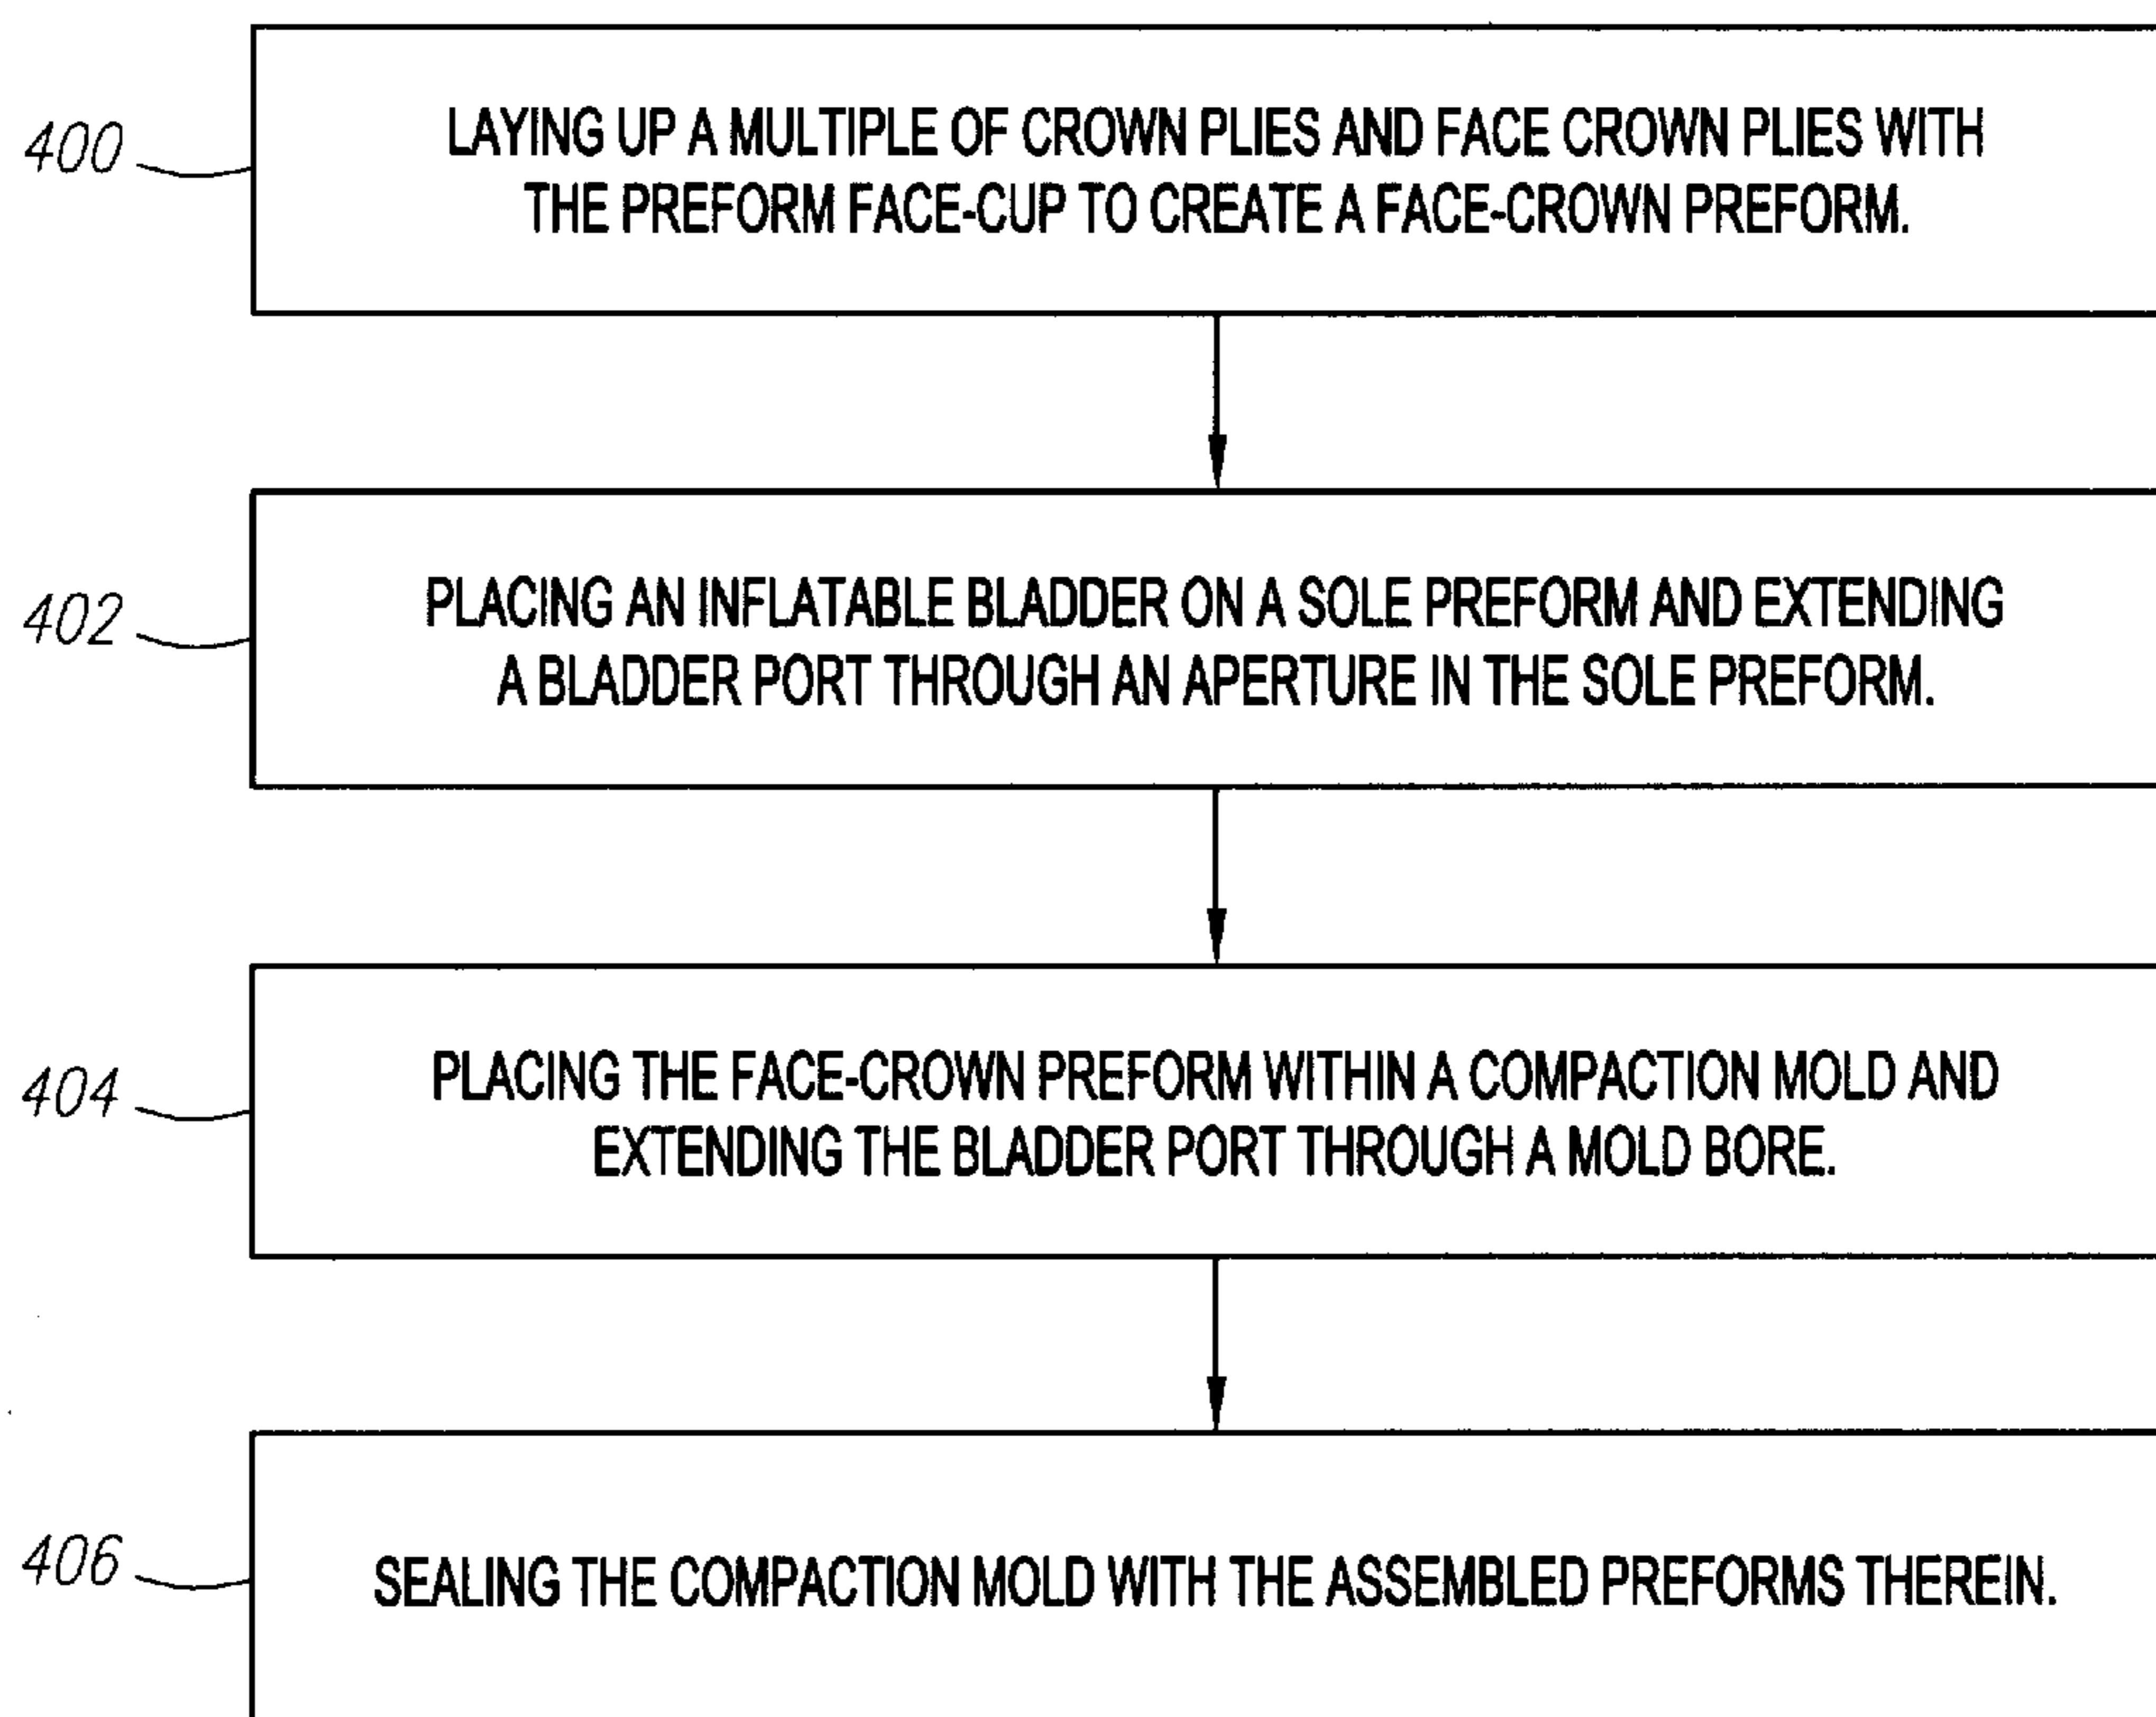 400
LAYING UP A MULTIPLE OF CROWN PLIES AND FACE CROWN PLIES WITH
THE PREFORM FACE-CUP TO CREATE A FACE-CROWN PREFORM.
402
PLACING AN INFLATABLE BLADDER ON A SOLE PREFORM AND EXTENDING
A BLADDER PORT THROUGH AN APERTURE IN THE SOLE PREFORM.
404
PLACING THE FACE-CROWN PREFORM WITHIN A COMPACTION MOLD AND
EXTENDING THE BLADDER PORT THROUGH A MOLD BORE.
406
SEALING THE COMPACTION MOLD WITH THE ASSEMBLED PREFORMS THEREIN.